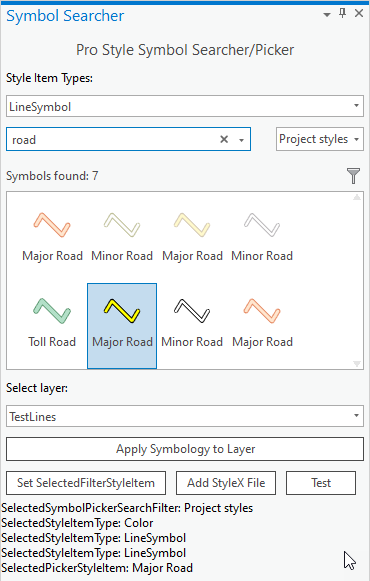 Symbol Searcher
Pro Style Symbol Searcher/Picker
Style Item Types:
LineSymbol
road
Project styles
Symbols found: 7
Major Road Minor Road Major Road Minor Road
Toll Road Major Road Minor Road Major Road
Select layer:
TestLines
Apply Symbology to Layer
Set SelectedFilterStyleItem Add StyleX File Test
SelectedSymbolPickerSearchFilter: Project styles
SelectedStyleItemType: Color
SelectedStyleItemType: LineSymbol
SelectedStyleItemType: LineSymbol
SelectedPickerStyleItem: Major Road